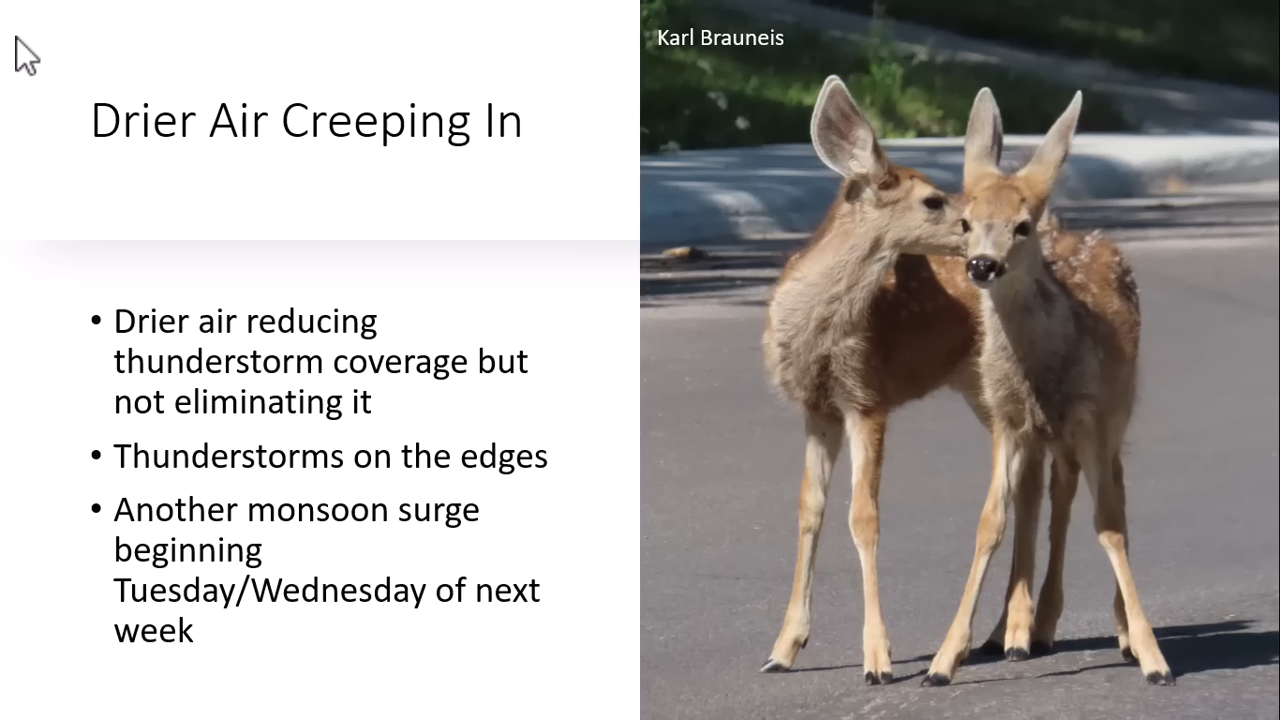 Karl Brauneis
Drier Air Creeping In
• Drier air reducing
thunderstorm coverage but
not eliminating it
• Thunderstorms on the edges
• Another monsoon surge
beginning
Tuesday/Wednesday of next
week